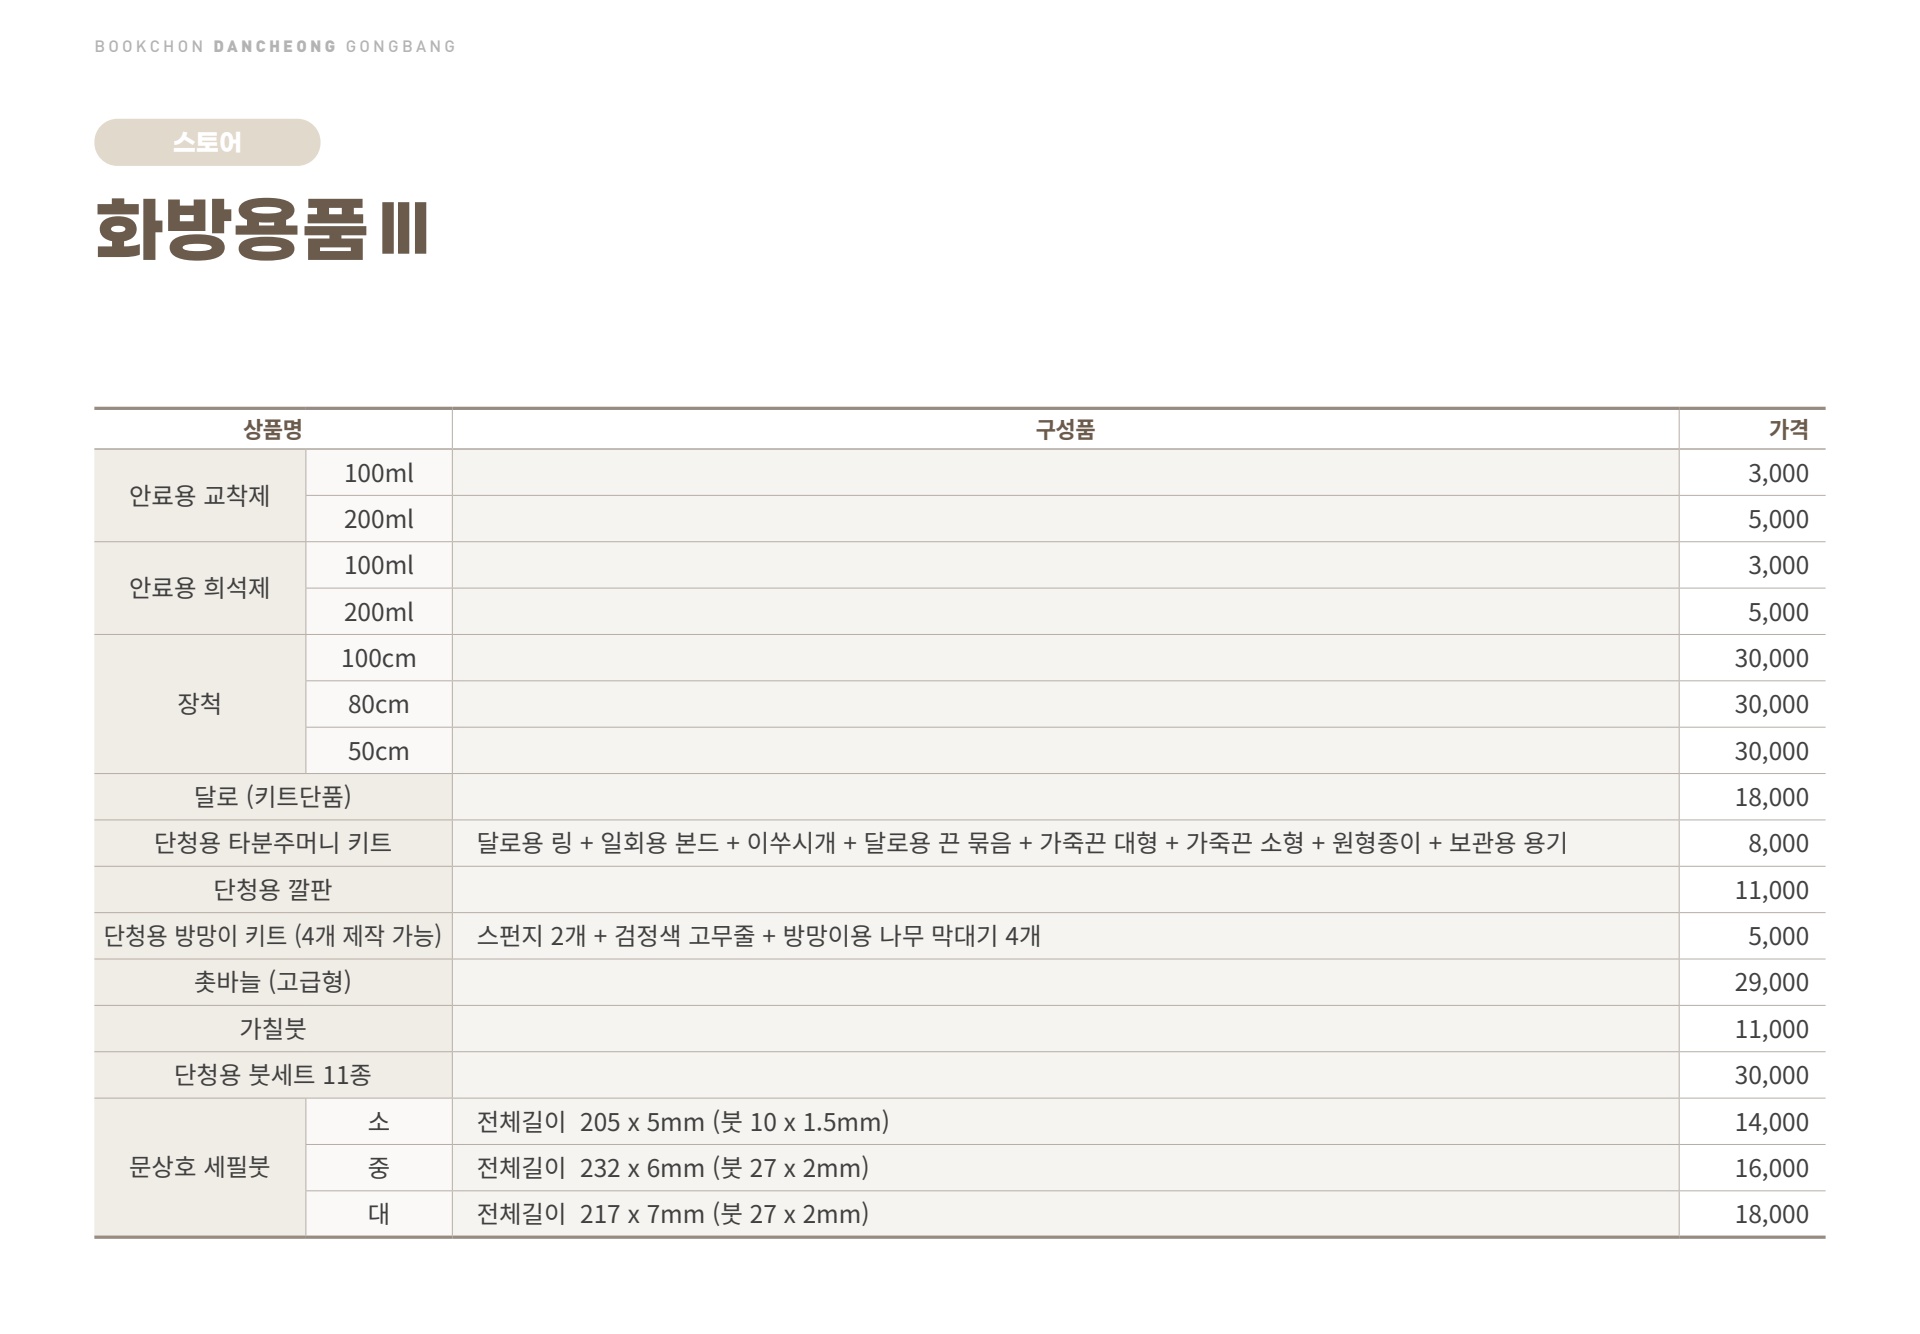 BOOKCHON DANCHEONG GONGBANG
스토어
화방용품 III
상품명 구성품 가격
안료용 교착제 100ml 3,000
200ml 5,000
안료용 희석제 100ml 3,000
200ml 5,000
장척 100cm 30,000
80cm 30,000
50cm 30,000
달로 (키트단품) 18,000
단청용 타분주머니 키트 달로용 링 + 일회용 본드 + 이쑤시개 + 달로용 끈 묶음 + 가죽끈 대형 + 가죽끈 소형 + 원형종이 + 보관용 용기 8,000
단청용 깔판 11,000
단청용 방망이 키트 (4개 제작 가능) 스펀지 2개 + 검정색 고무줄 + 방망이용 나무 막대기 4개 5,000
촛바늘 (고급형) 29,000
가칠붓 11,000
단청용 붓세트 11종 30,000
문상호 세필붓 소 전체길이 205 x 5mm (붓 10 x 1.5mm) 14,000
중 전체길이 232 x 6mm (붓 27 x 2mm) 16,000
대 전체길이 217 x 7mm (붓 27 x 2mm) 18,000